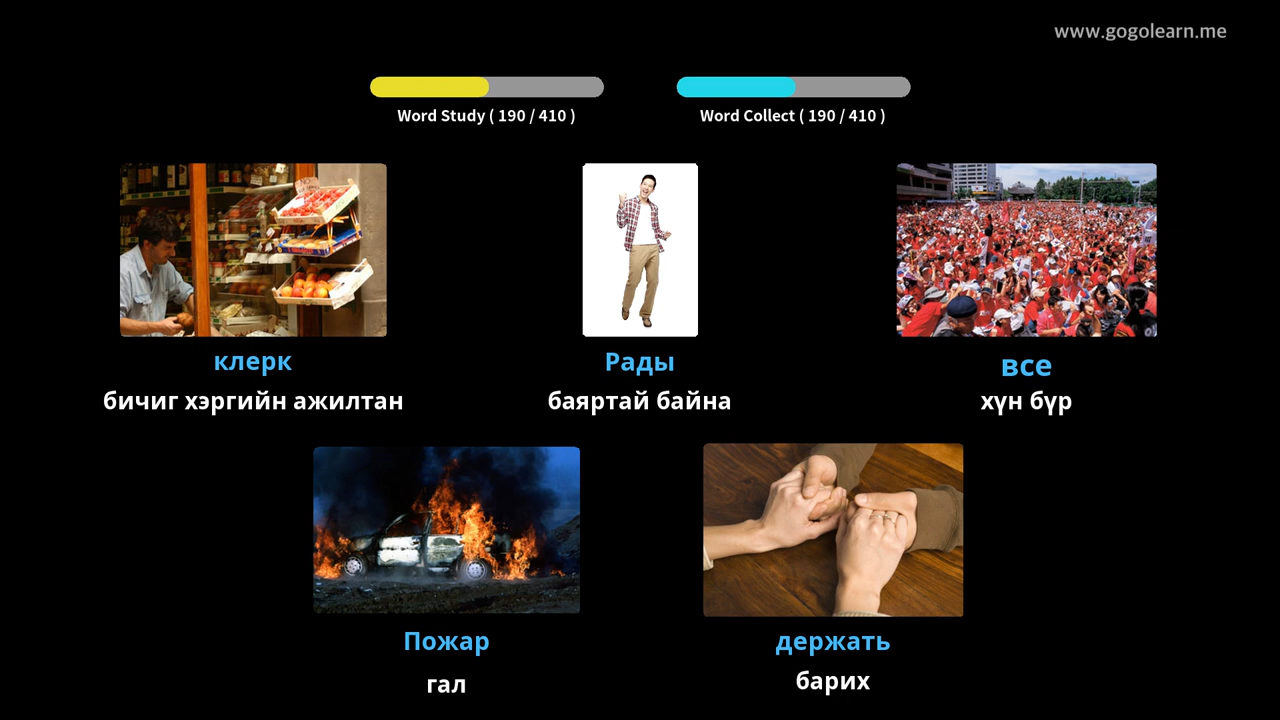 www.gogolearn.me
Word Study ( 190 / 410 )
Word Collect ( 190 / 410 )
клерк
бичиг хэргийн ажилтан
Рады
баяртай байна
все
хүн бүр
Пожар
гал
держать
барих